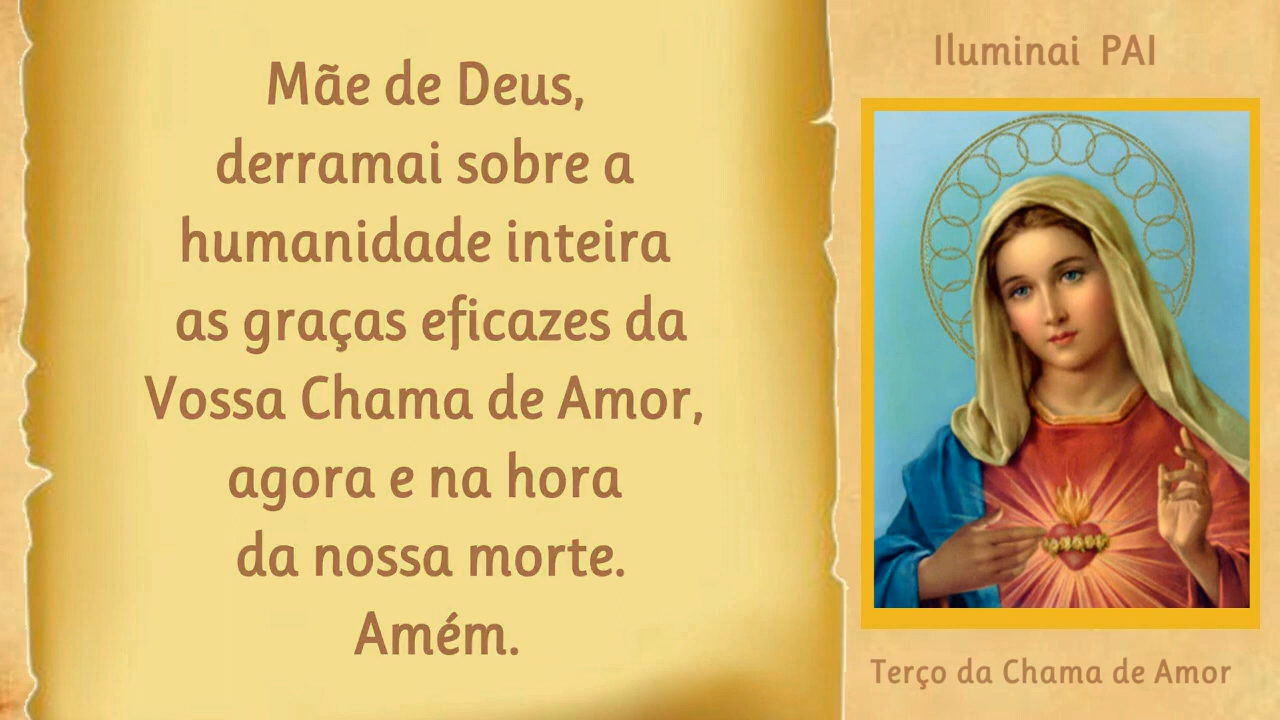 Mãe de Deus,
derramai sobre a
humanidade inteira
as graças eficazes da
Vossa Chama de Amor,
agora e na hora
da nossa morte.
Amém.
Iluminai PAI
Terço da Chama de Amor